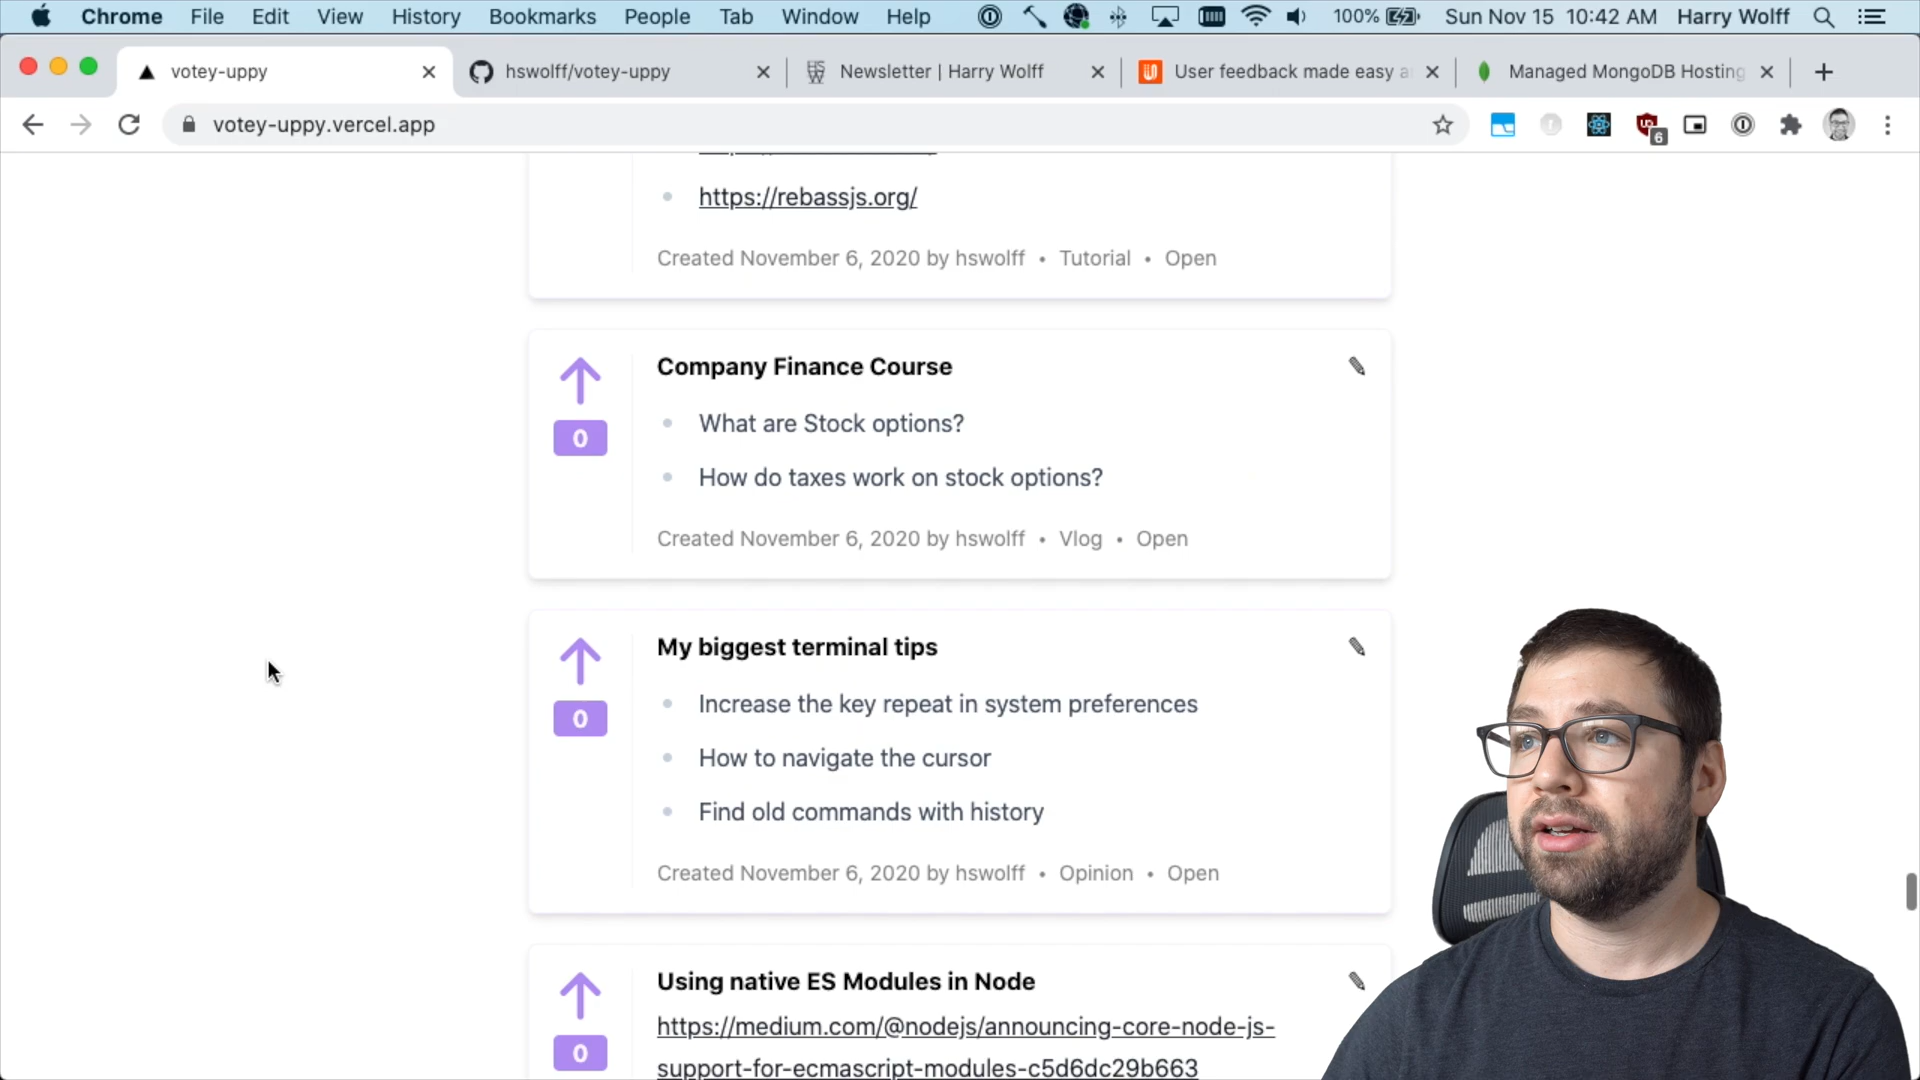 Chrome File Edit View History Bookmarks People Tab Window Help 100% Sun Nov 15 10:42 AM Harry Wolff
votey-uppy hswolff/votey-uppy Newsletter | Harry Wolff User feedback made easy Managed MongoDB Hosting
votey-uppy.vercel.app 6
https://rebassjs.org/
Created November 6, 2020 by hswolff • Tutorial • Open
Company Finance Course
0
What are Stock options?
How do taxes work on stock options?
Created November 6, 2020 by hswolff • Vlog • Open
My biggest terminal tips
0
Increase the key repeat in system preferences
How to navigate the cursor
Find old commands with history
Created November 6, 2020 by hswolff • Opinion • Open
Using native ES Modules in Node
0
https://medium.com/@nodejs/announcing-core-node-js-
support-for-ecmascript-modules-c5d6dc29b663